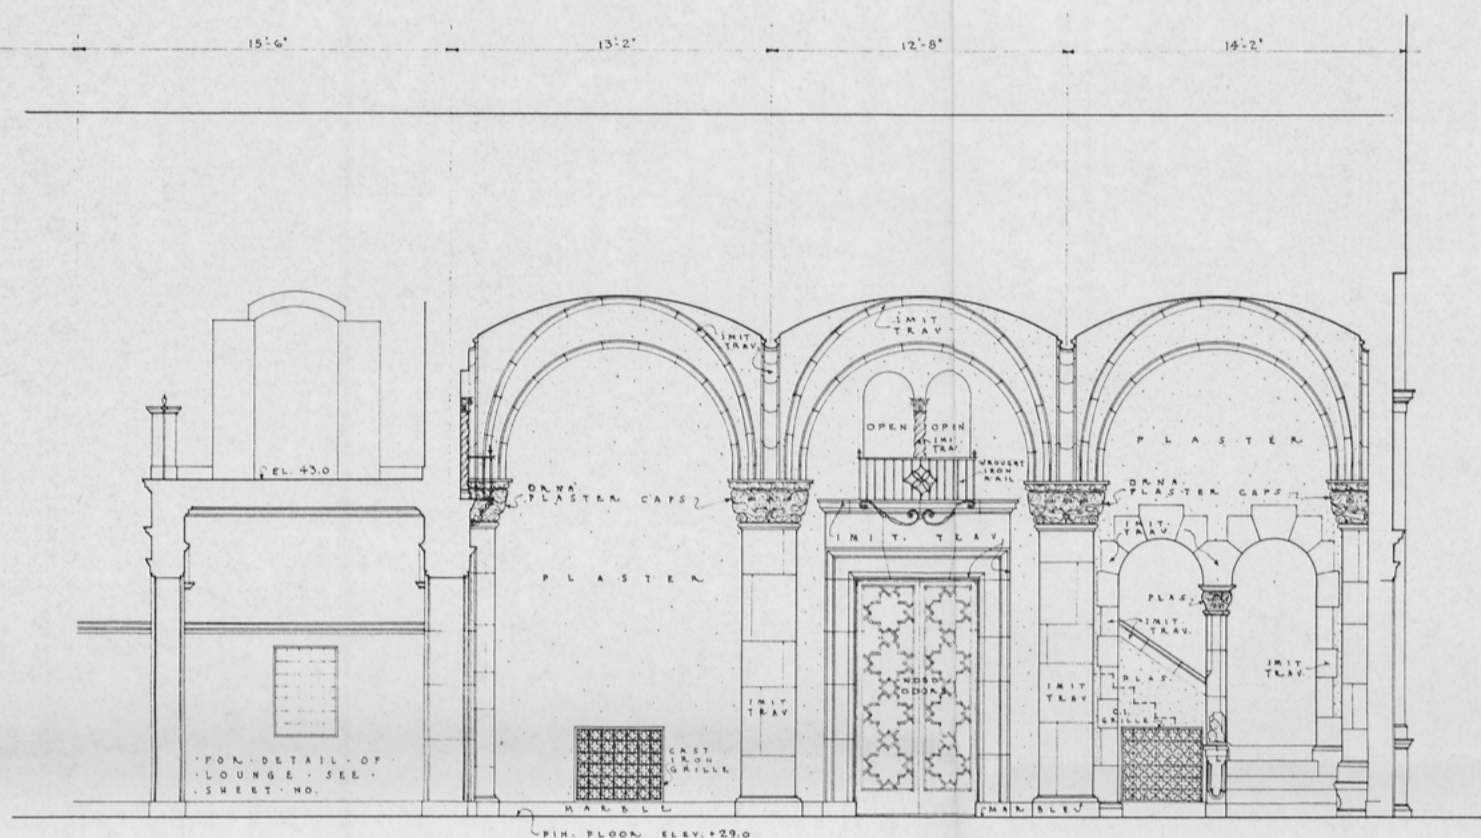 15'-6"
13'-2"
12'-8"
14'-2"
IMIT
TRAV.
IMIT
TRAV
OPEN OPEN
IMI.
TRAV.
WROUGHT
IRON
RAIL
PLASTER
EL. 43.0
ORNA.
PLASTER CAPS
ORNA.
PLASTER CAPS
IMIT. TRAV.
IMIT
TRAV
PLASTER
PLAS.
IMIT.
TRAV.
IMIT
TRAV.
PLAS.
WOOD
DOORS
IMIT
TRAV
IMIT
TRAV
C.I.
GRILLE
CAST
IRON
GRILLE
·FOR·DETAIL·OF
·LOUNGE·SEE·
·SHEET·NO.
MARBLE
MARBLE
FIN. FLOOR ELEV. +29.0